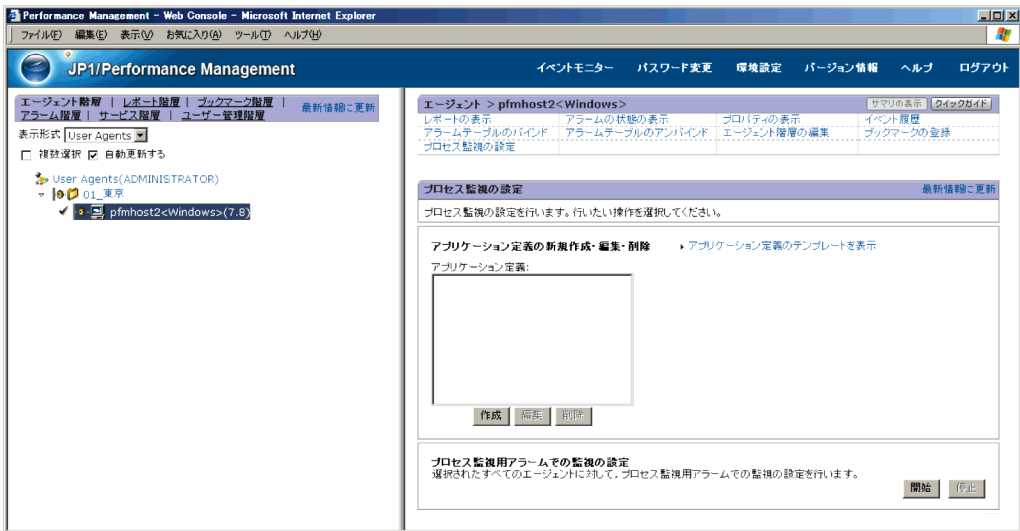 Performance Management - Web Console - Microsoft Internet Explorer
ファイル(F) 編集(E) 表示(V) お気に入り(A) ツール(T) ヘルプ(H)
JP1/Performance Management
イベントモニター パスワード変更 環境設定 バージョン情報 ヘルプ ログアウト
エージェント階層 | レポート階層 | ブックマーク階層 |
アラーム階層 | サービス階層 | ユーザー管理階層
最新情報に更新
表示形式 User Agents
複数選択 自動更新する
User Agents(ADMINISTRATOR)
01_東京
pfmhost2<Windows>(7.8)
エージェント > pfmhost2<Windows>
サマリの表示 クイックガイド
レポートの表示 アラームの状態の表示 プロパティの表示 イベント履歴
アラームテーブルのバインド アラームテーブルのアンバインド エージェント階層の編集 ブックマークの登録
プロセス監視の設定
プロセス監視の設定 最新情報に更新
プロセス監視の設定を行います。行いたい操作を選択してください。
アプリケーション定義の新規作成・編集・削除 アプリケーション定義のテンプレートを表示
アプリケーション定義:
作成 編集 削除
プロセス監視用アラームでの監視の設定
選択されたすべてのエージェントに対して,プロセス監視用アラームでの監視の設定を行います。
開始 停止